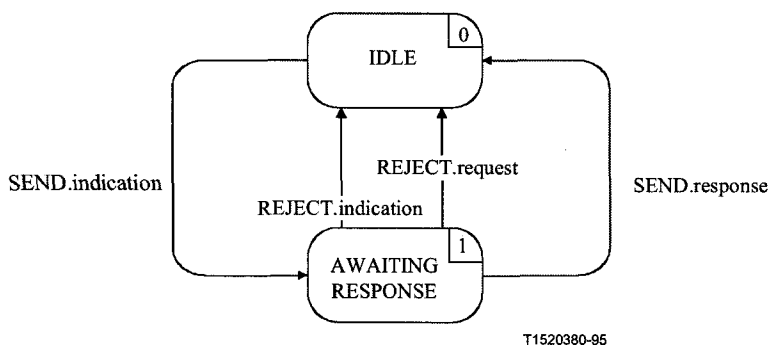 0
IDLE
SEND.indication
REJECT.request
SEND.response
REJECT.indication
1
AWAITING
RESPONSE
T1520380-95